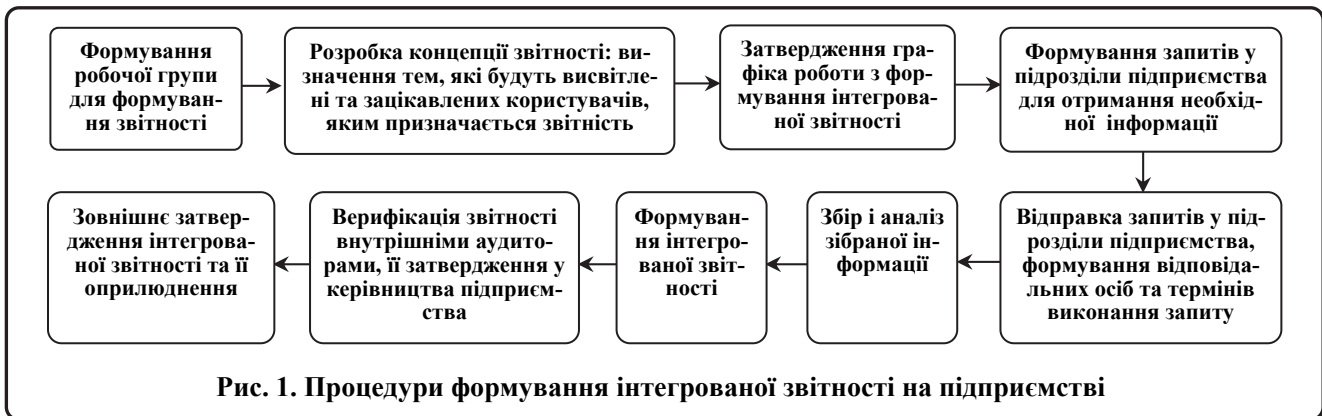 Формування
робочої групи
для формуван-
ня звітності
Розробка концепції звітності: ви-
значення тем, які будуть висвітле-
ні та зацікавлених користувачів,
яким призначається звітність
Затвердження гра-
фіка роботи з фор-
мування інтегрова-
ної звітності
Формування запитів у
підрозділи підприємства
для отримання необхід-
ної інформації
Відправка запитів у під-
розділи підприємства,
формування відповіда-
льних осіб та термінів
виконання запиту
Збір і аналіз
зібраної ін-
формації
Формуван-
ня інтегро-
ваної звіт-
ності
Верифікація звітності
внутрішніми аудито-
рами, її затвердження у
керівництва підприєм-
ства
Зовнішнє затвер-
дження інтегрова-
ної звітності та її
оприлюднення
Рис. 1. Процедури формування інтегрованої звітності на підприємстві